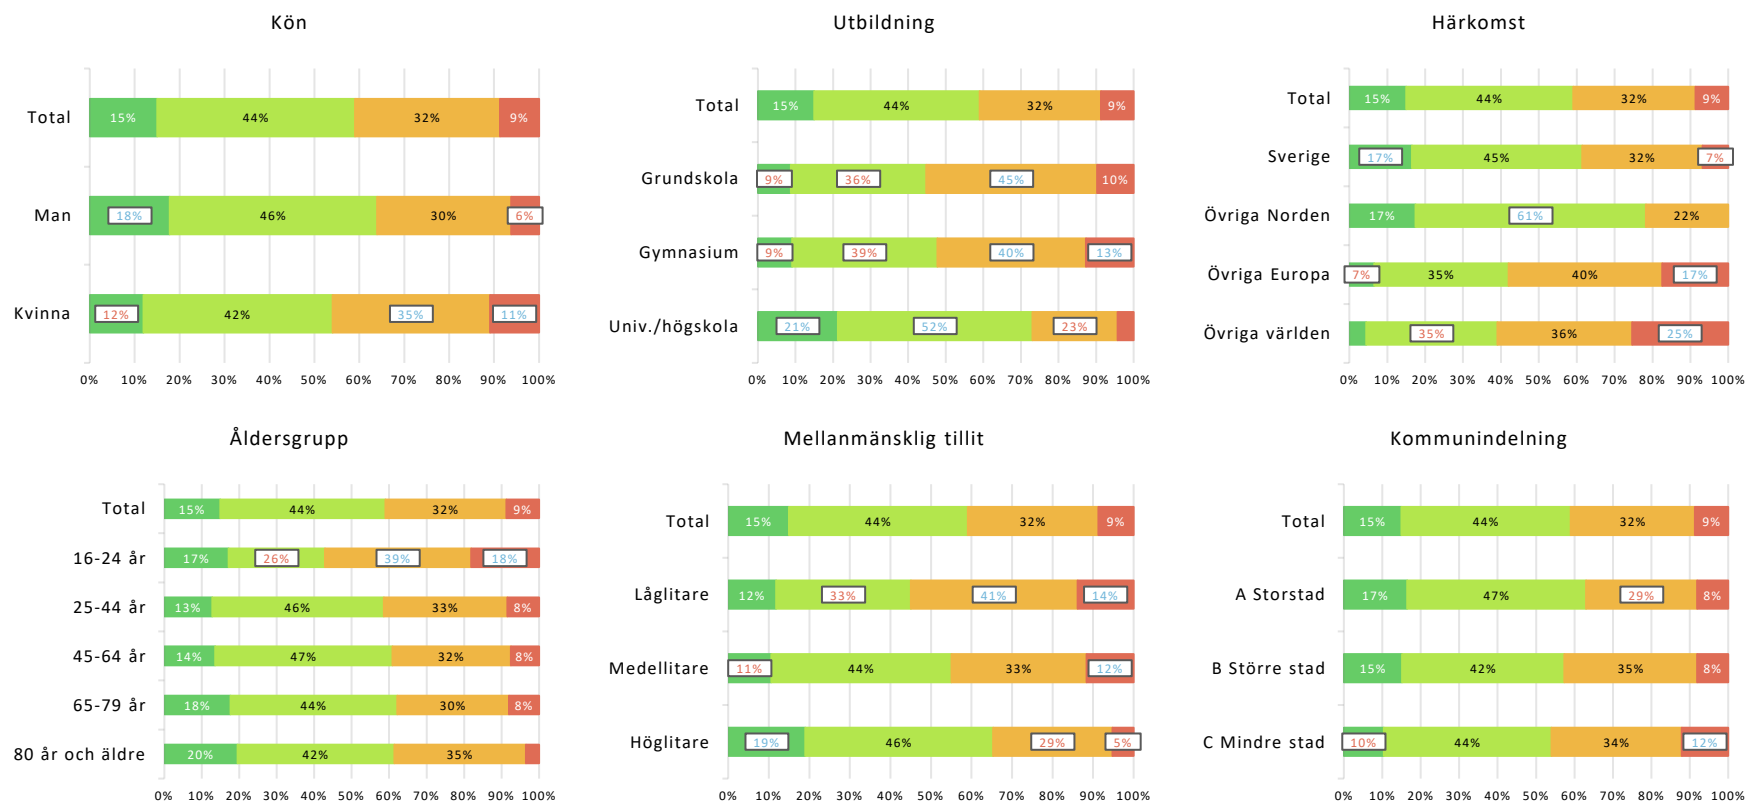 Kön
Total 15% 44% 32% 9%
Man 18% 46% 30% 6%
Kvinna 12% 42% 35% 11%
0% 10% 20% 30% 40% 50% 60% 70% 80% 90% 100%
Utbildning
Total 15% 44% 32% 9%
Grundskola 9% 36% 45% 10%
Gymnasium 9% 39% 40% 13%
Univ./högskola 21% 52% 23%
0% 10% 20% 30% 40% 50% 60% 70% 80% 90% 100%
Härkomst
Total 15% 44% 32% 9%
Sverige 17% 45% 32% 7%
Övriga Norden 17% 61% 22%
Övriga Europa 7% 35% 40% 17%
Övriga världen 35% 36% 25%
0% 10% 20% 30% 40% 50% 60% 70% 80% 90% 100%
Åldersgrupp
Total 15% 44% 32% 9%
16-24 år 17% 26% 39% 18%
25-44 år 13% 46% 33% 8%
45-64 år 14% 47% 32% 8%
65-79 år 18% 44% 30% 8%
80 år och äldre 20% 42% 35%
0% 10% 20% 30% 40% 50% 60% 70% 80% 90% 100%
Mellanmänsklig tillit
Total 15% 44% 32% 9%
Låglitare 12% 33% 41% 14%
Medellitare 11% 44% 33% 12%
Höglitare 19% 46% 29% 5%
0% 10% 20% 30% 40% 50% 60% 70% 80% 90% 100%
Kommunindelning
Total 15% 44% 32% 9%
A Storstad 17% 47% 29% 8%
B Större stad 15% 42% 35% 8%
C Mindre stad 10% 44% 34% 12%
0% 10% 20% 30% 40% 50% 60% 70% 80% 90% 100%